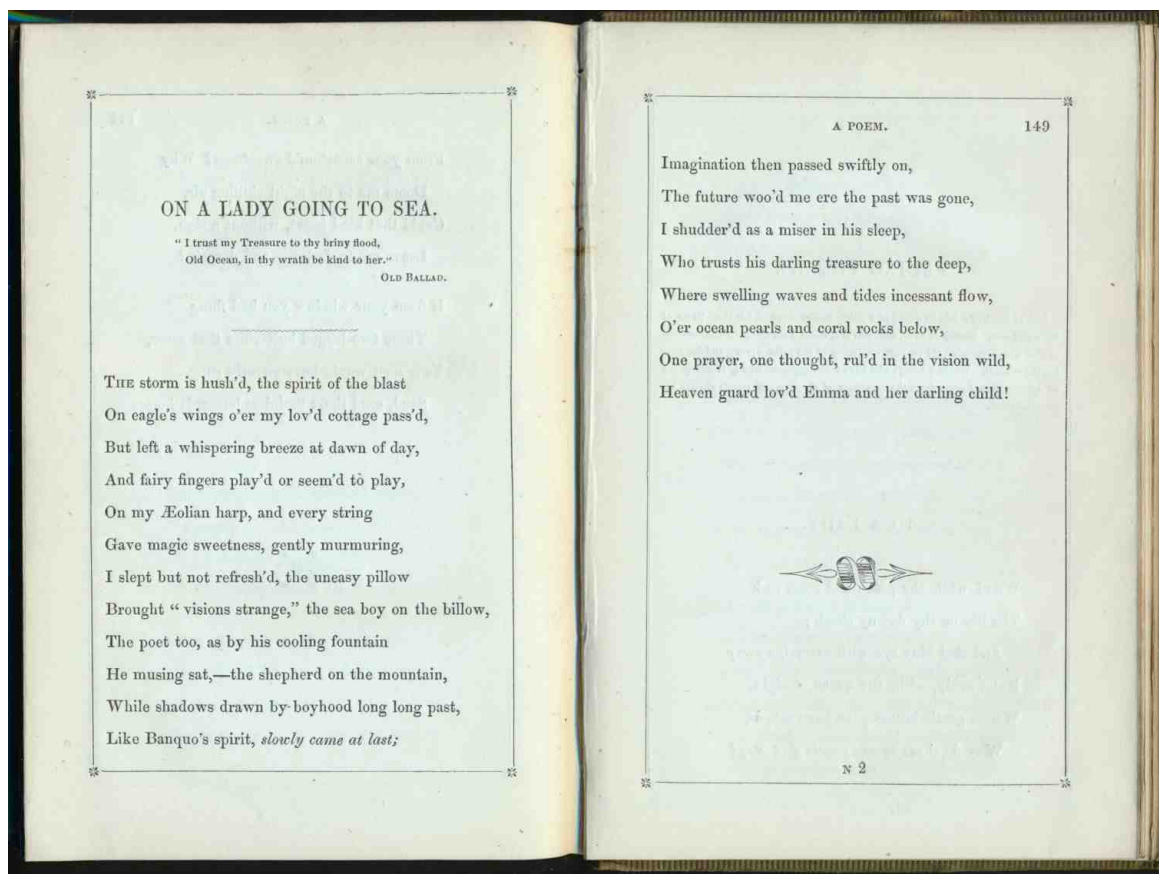 ON A LADY GOING TO SEA.
" I trust my Treasure to thy briny flood,
Old Ocean, in thy wrath be kind to her."
OLD BALLAD.
THE storm is hush'd, the spirit of the blast
On eagle's wings o'er my lov'd cottage pass'd,
But left a whispering breeze at dawn of day,
And fairy fingers play'd or seem'd to play,
On my Æolian harp, and every string
Gave magic sweetness, gently murmuring,
I slept but not refresh'd, the uneasy pillow
Brought " visions strange," the sea boy on the billow,
The poet too, as by his cooling fountain
He musing sat,—the shepherd on the mountain,
While shadows drawn by boyhood long long past,
Like Banquo's spirit, slowly came at last;
A POEM. 149
Imagination then passed swiftly on,
The future woo'd me ere the past was gone,
I shudder'd as a miser in his sleep,
Who trusts his darling treasure to the deep,
Where swelling waves and tides incessant flow,
O'er ocean pearls and coral rocks below,
One prayer, one thought, rul'd in the vision wild,
Heaven guard lov'd Emma and her darling child!
N 2